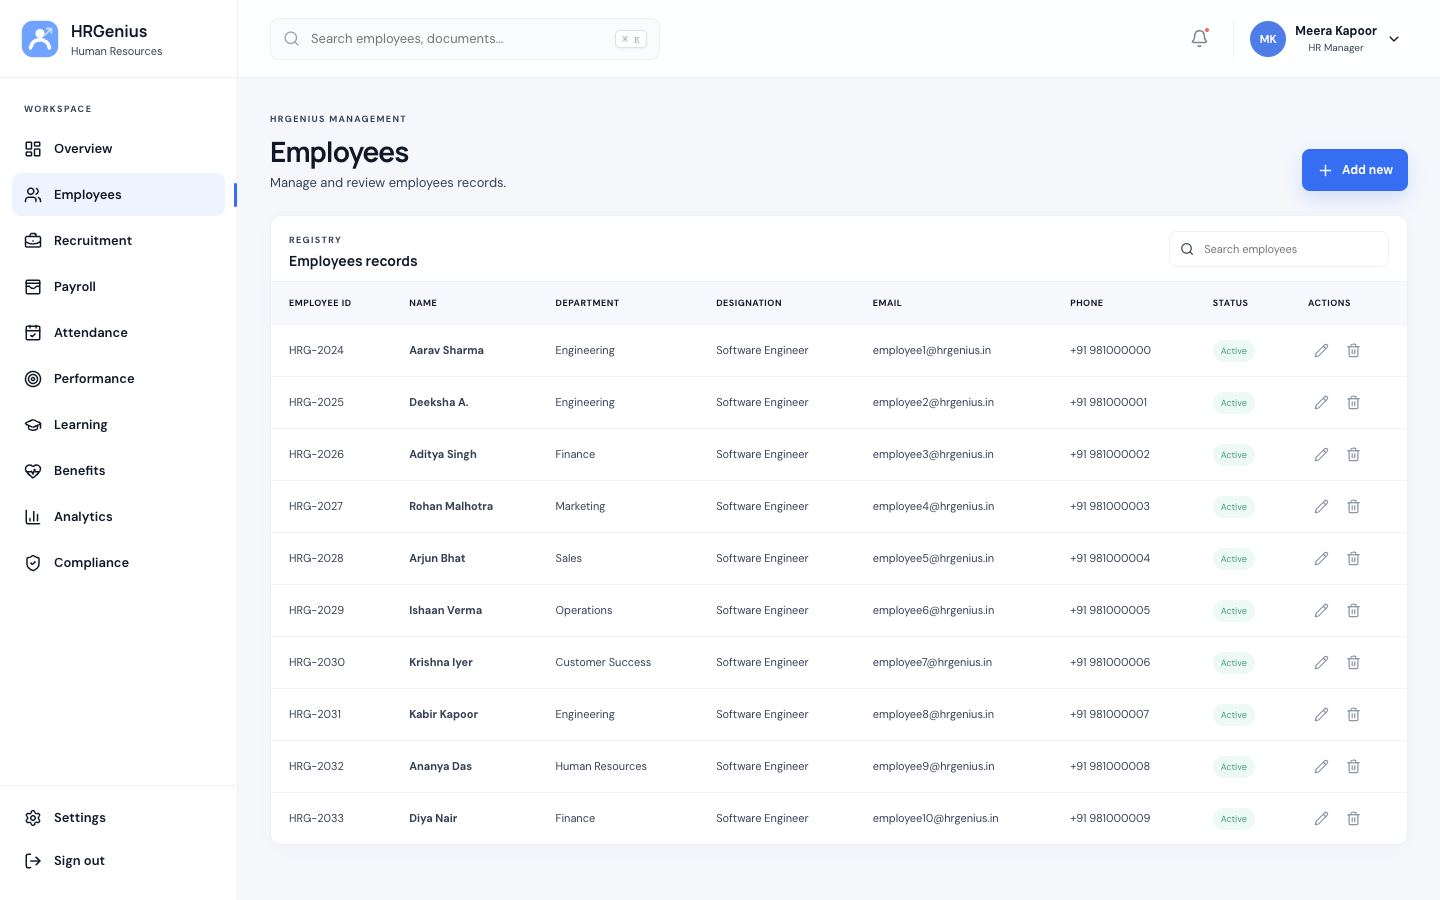 HRGenius
Human Resources
Search employees, documents...
⌘ K
MK
Meera Kapoor
HR Manager
WORKSPACE
Overview
Employees
Recruitment
Payroll
Attendance
Performance
Learning
Benefits
Analytics
Compliance
Settings
Sign out
HRGENIUS MANAGEMENT
Employees
Manage and review employees records.
Add new
REGISTRY
Employees records
Search employees
EMPLOYEE ID NAME DEPARTMENT DESIGNATION EMAIL PHONE STATUS ACTIONS
HRG-2024 Aarav Sharma Engineering Software Engineer employee1@hrgenius.in +91 981000000 Active
HRG-2025 Deeksha A. Engineering Software Engineer employee2@hrgenius.in +91 981000001 Active
HRG-2026 Aditya Singh Finance Software Engineer employee3@hrgenius.in +91 981000002 Active
HRG-2027 Rohan Malhotra Marketing Software Engineer employee4@hrgenius.in +91 981000003 Active
HRG-2028 Arjun Bhat Sales Software Engineer employee5@hrgenius.in +91 981000004 Active
HRG-2029 Ishaan Verma Operations Software Engineer employee6@hrgenius.in +91 981000005 Active
HRG-2030 Krishna Iyer Customer Success Software Engineer employee7@hrgenius.in +91 981000006 Active
HRG-2031 Kabir Kapoor Engineering Software Engineer employee8@hrgenius.in +91 981000007 Active
HRG-2032 Ananya Das Human Resources Software Engineer employee9@hrgenius.in +91 981000008 Active
HRG-2033 Diya Nair Finance Software Engineer employee10@hrgenius.in +91 981000009 Active